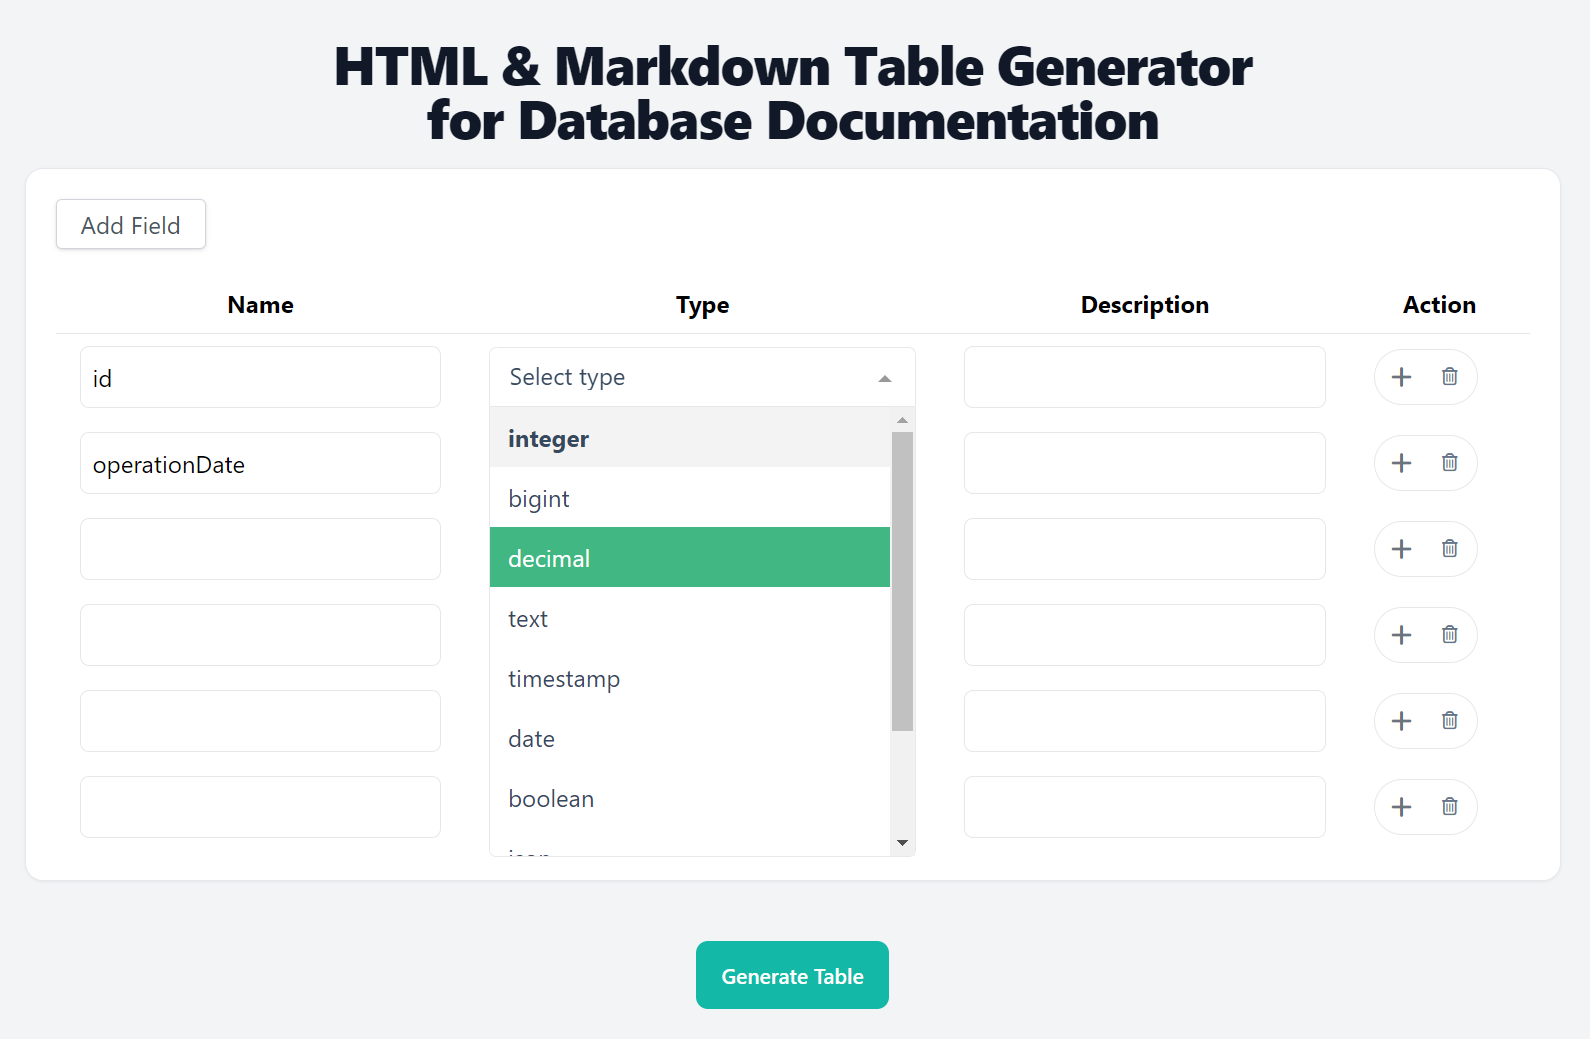 HTML & Markdown Table Generator
for Database Documentation
Add Field
Name Type Description Action
id
Select type
integer
operationDate
bigint
decimal
text
timestamp
date
boolean
Generate Table